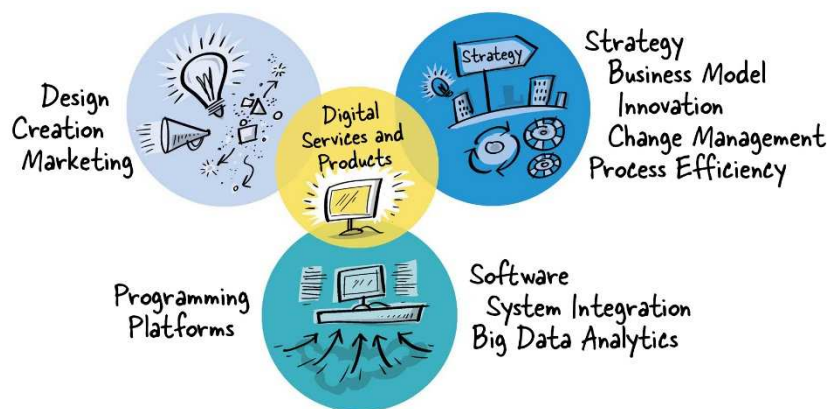 Design
Creation
Marketing
Digital
Services and
Products
Strategy
Strategy
Business Model
Innovation
Change Management
Process Efficiency
Programming
Platforms
Software
System Integration
Big Data Analytics